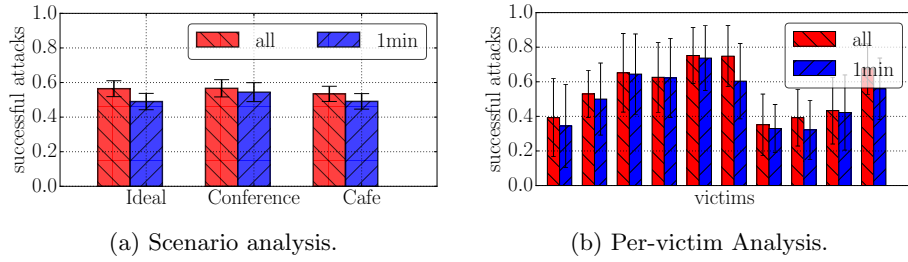 successful attacks
1.0
0.8
0.6
0.4
0.2
0.0
all 1min
Ideal Conference Cafe
(a) Scenario analysis.
successful attacks
1.0
0.8
0.6
0.4
0.2
0.0
all
1min
victims
(b) Per-victim Analysis.